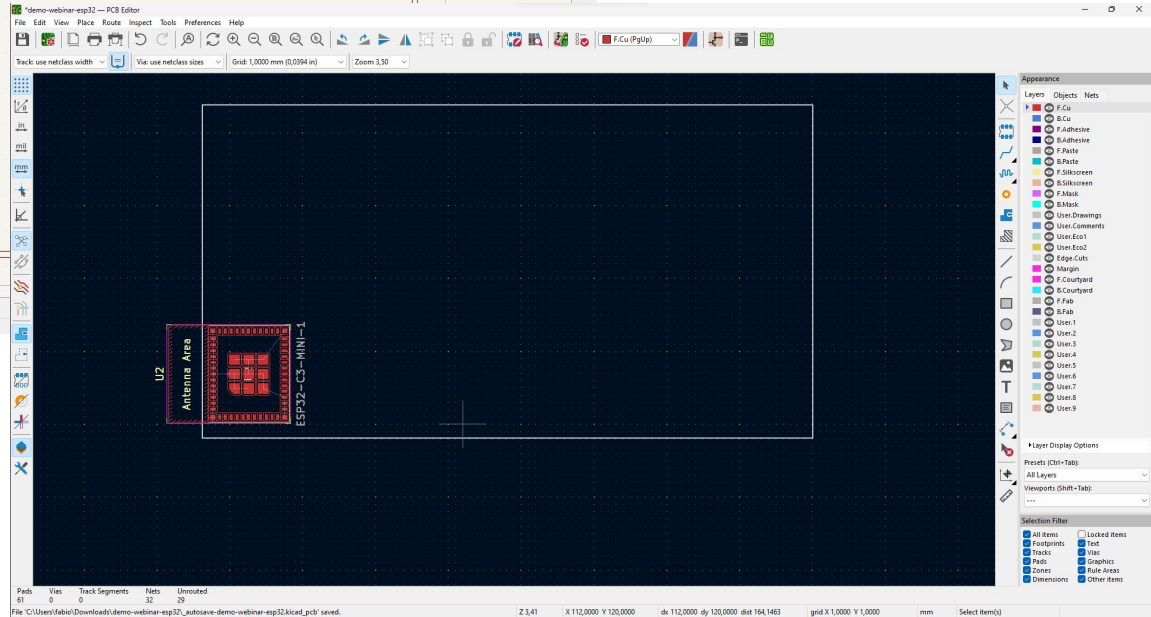 *demo-webinar-esp32 — PCB Editor
File Edit View Place Route Inspect Tools Preferences Help
F.Cu (PgUp)
Track: use netclass width
Via: use netclass sizes
Grid: 1,0000 mm (0,0394 in)
Zoom 3,50
in
mil
mm
U2
Antenna Area
ESP32-C3-MINI-1
Appearance
Layers Objects Nets
F.Cu
B.Cu
F.Adhesive
B.Adhesive
F.Paste
B.Paste
F.Silkscreen
B.Silkscreen
F.Mask
B.Mask
User.Drawings
User.Comments
User.Eco1
User.Eco2
Edge.Cuts
Margin
F.Courtyard
B.Courtyard
F.Fab
B.Fab
User.1
User.2
User.3
User.4
User.5
User.6
User.7
User.8
User.9
Layer Display Options
Presets (Ctrl+Tab):
All Layers
Viewports (Shift+Tab):
---
Selection Filter
All items Locked items
Footprints Text
Tracks Vias
Pads Graphics
Zones Rule Areas
Dimensions Other items
Pads Vias Track Segments Nets Unrouted
61 0 0 32 29
File 'C:\Users\fabio\Downloads\demo-webinar-esp32\_autosave-demo-webinar-esp32.kicad_pcb' saved.
Z 3,41 X 112,0000 Y 120,0000 dx 112,0000 dy 120,0000 dist 164,1463 grid X 1,0000 Y 1,0000 mm Select item(s)